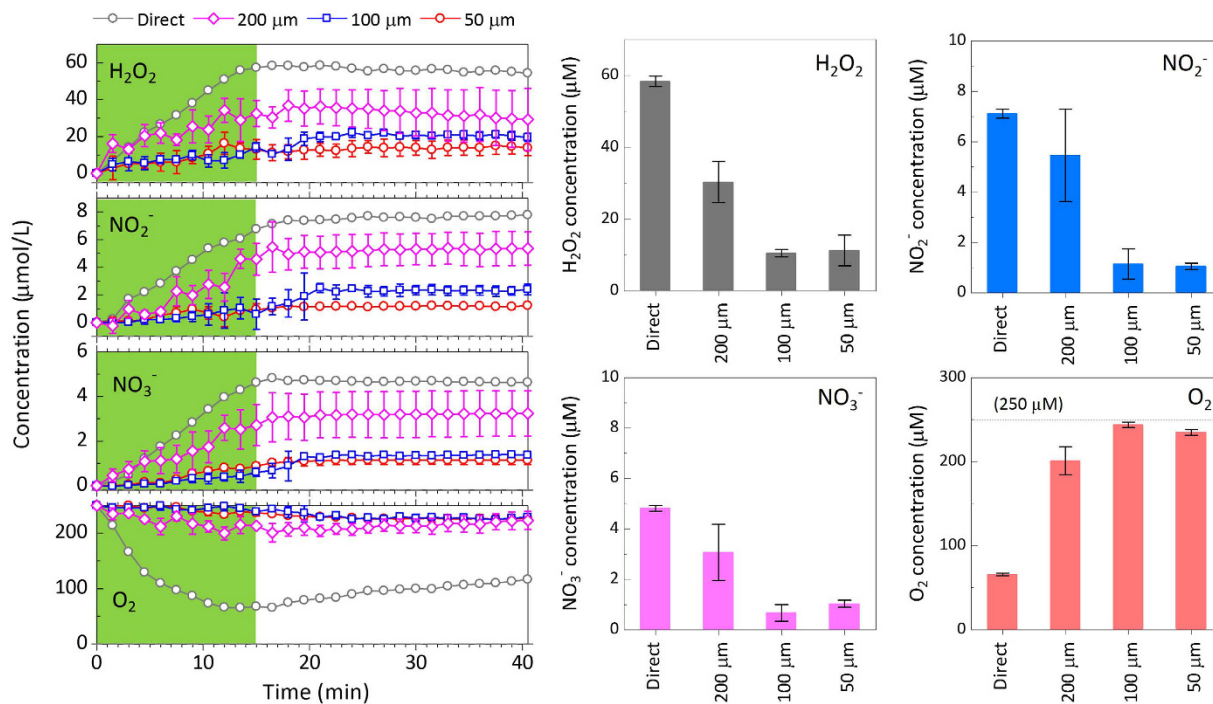 Direct 200 μm 100 μm 50 μm
Concentration (μmol/L)
H₂O₂
60
40
20
0
NO₂⁻
8
6
4
2
0
NO₃⁻
6
4
2
0
O₂
200
100
0
0 10 20 30 40
Time (min)
H₂O₂ concentration (μM)
H₂O₂
60
40
20
0
Direct 200 μm 100 μm 50 μm
NO₂⁻ concentration (μM)
NO₂⁻
10
8
6
4
2
0
Direct 200 μm 100 μm 50 μm
NO₃⁻ concentration (μM)
NO₃⁻
10
8
6
4
2
0
Direct 200 μm 100 μm 50 μm
O₂ concentration (μM)
O₂
(250 μM)
300
200
100
0
Direct 200 μm 100 μm 50 μm